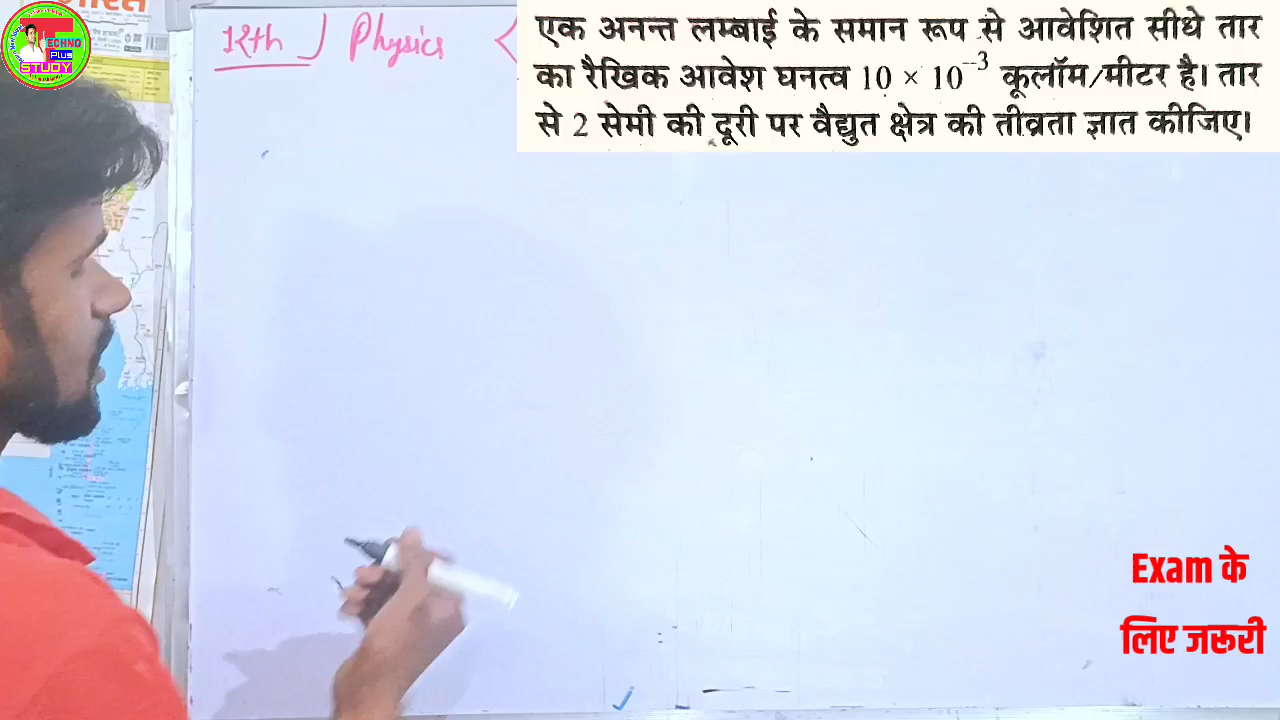 12th ) Physics
एक अनन्त लम्बाई के समान रूप से आवेशित सीधे तार
का रैखिक आवेश घनत्व 10 × 10⁻³ कूलॉम/मीटर है। तार
से 2 सेमी की दूरी पर वैद्युत क्षेत्र की तीव्रता ज्ञात कीजिए।
TECHNO
Plus
STUDY
Exam के
लिए जरूरी